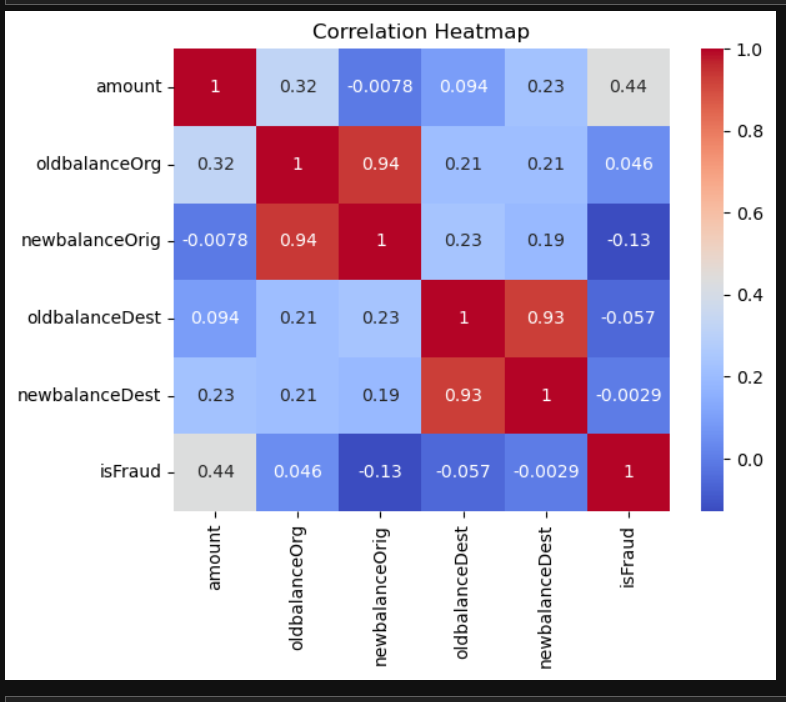 Correlation Heatmap
amount 1 0.32 -0.0078 0.094 0.23 0.44
oldbalanceOrg 0.32 1 0.94 0.21 0.21 0.046
newbalanceOrig -0.0078 0.94 1 0.23 0.19 -0.13
oldbalanceDest 0.094 0.21 0.23 1 0.93 -0.057
newbalanceDest 0.23 0.21 0.19 0.93 1 -0.0029
isFraud 0.44 0.046 -0.13 -0.057 -0.0029 1
amount
oldbalanceOrg
newbalanceOrig
oldbalanceDest
newbalanceDest
isFraud
1.0
0.8
0.6
0.4
0.2
0.0